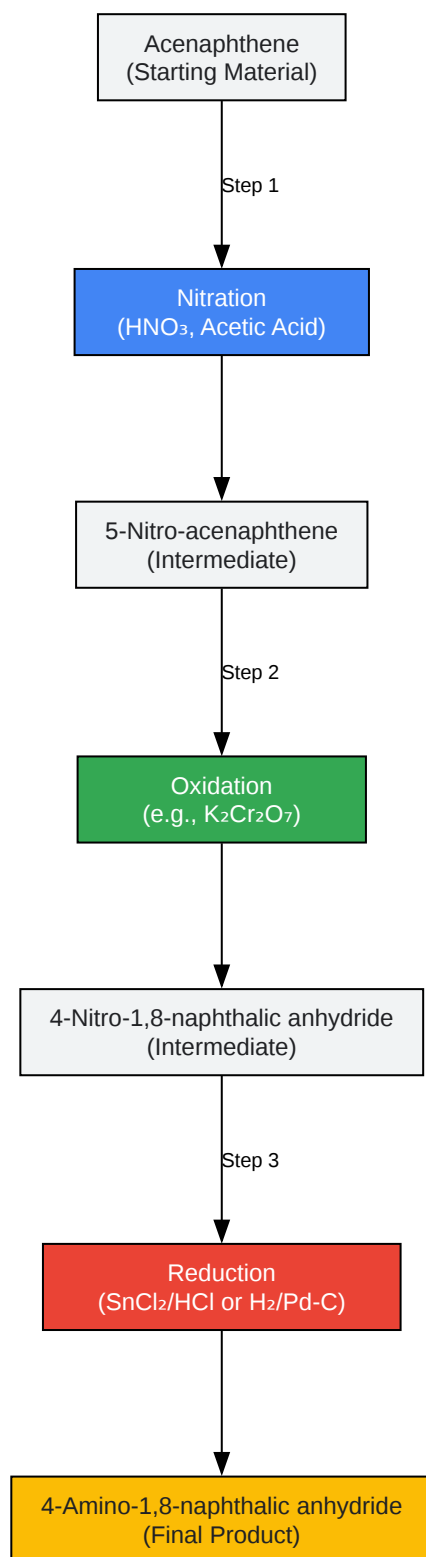 Acenaphthene
(Starting Material)
Step 1
Nitration
(HNO₃, Acetic Acid)
5-Nitro-acenaphthene
(Intermediate)
Step 2
Oxidation
(e.g., K₂Cr₂O₇)
4-Nitro-1,8-naphthalic anhydride
(Intermediate)
Step 3
Reduction
(SnCl₂/HCl or H₂/Pd-C)
4-Amino-1,8-naphthalic anhydride
(Final Product)